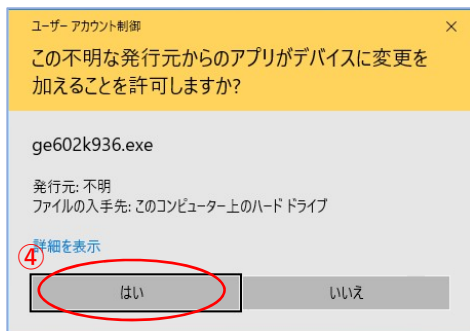 ユーザー アカウント制御
×
この不明な発行元からのアプリがデバイスに変更を
加えることを許可しますか?
ge602k936.exe
発行元: 不明
ファイルの入手先: このコンピューター上のハード ドライブ
詳細を表示
④
はい
いいえ